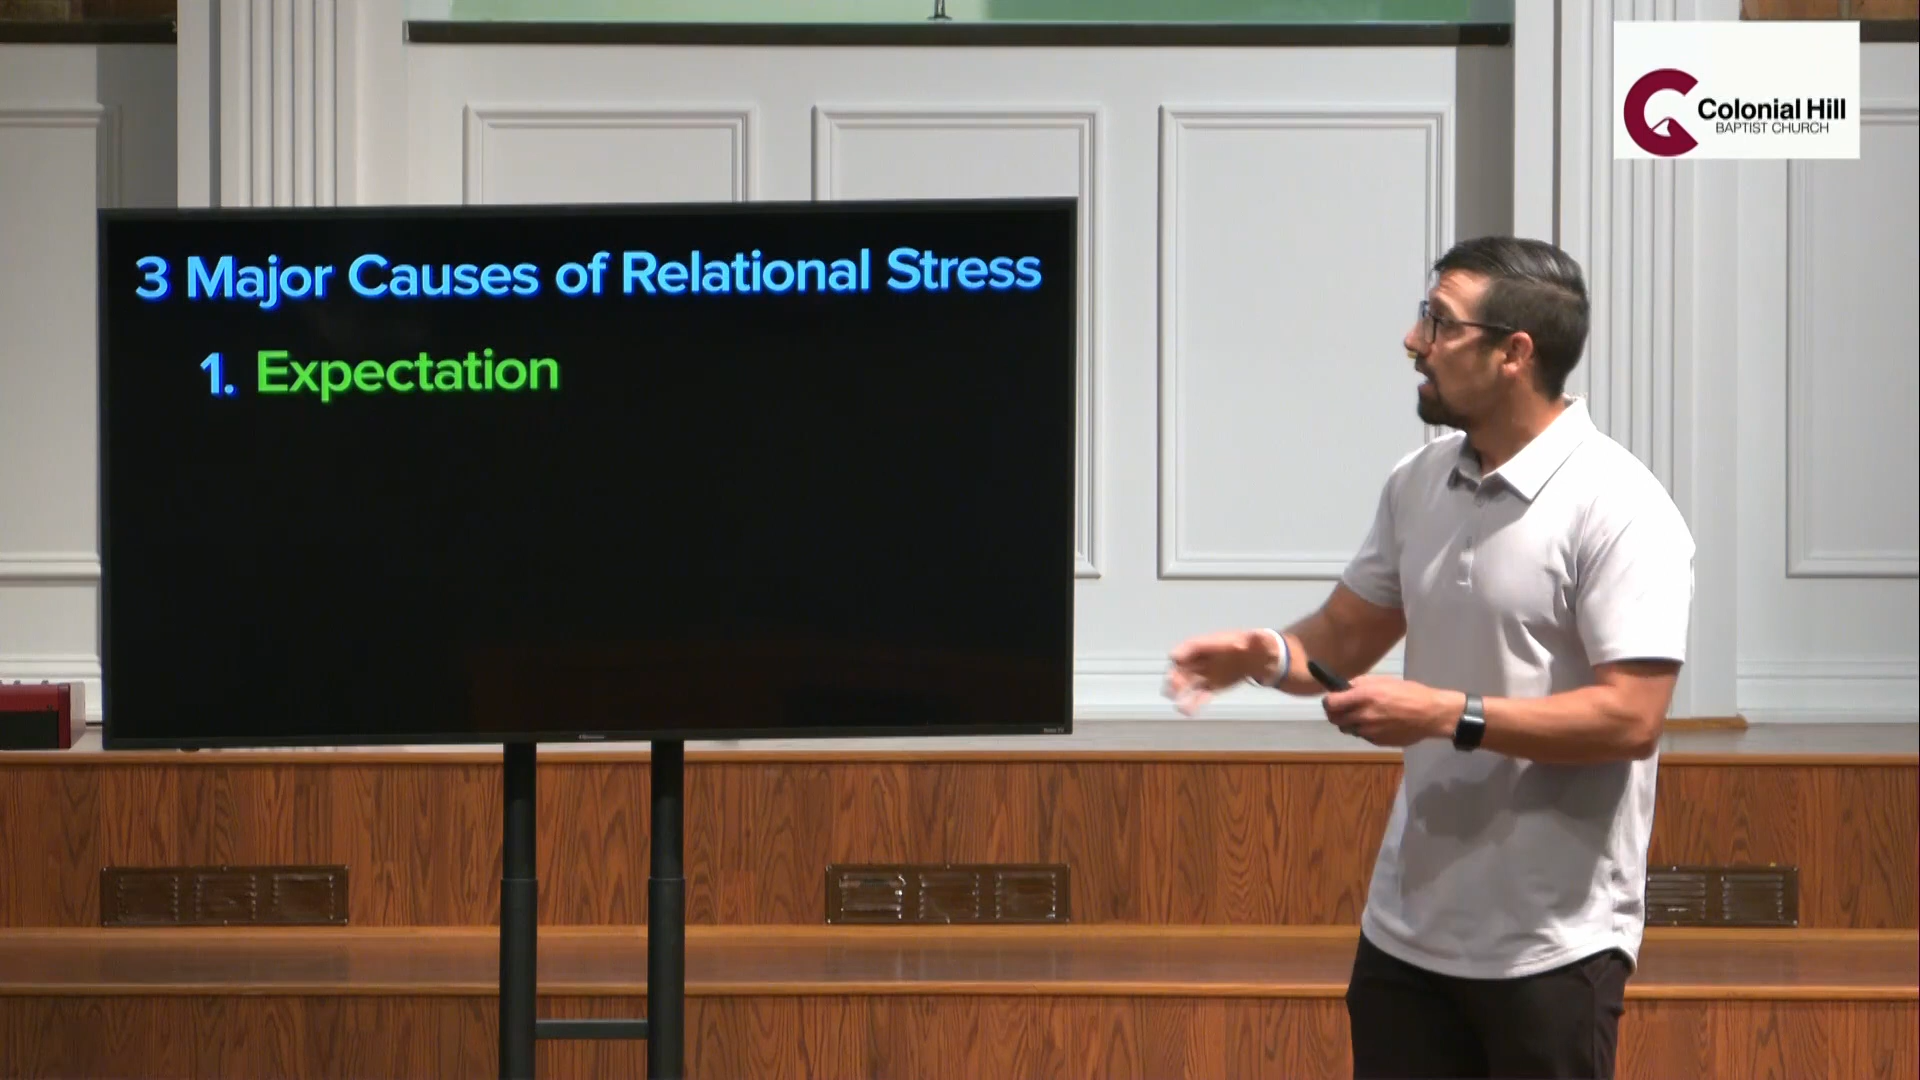 Colonial Hill
BAPTIST CHURCH
3 Major Causes of Relational Stress
1. Expectation